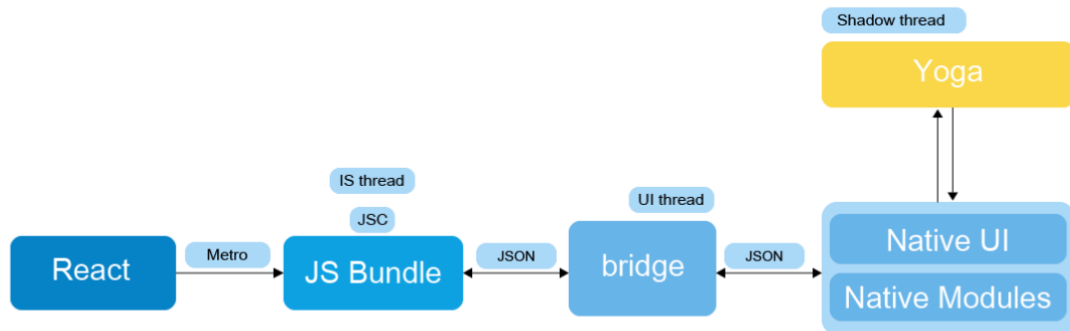 Shadow thread
Yoga
IS thread
UI thread
JSC
React
Metro
JS Bundle
JSON
bridge
JSON
Native UI
Native Modules